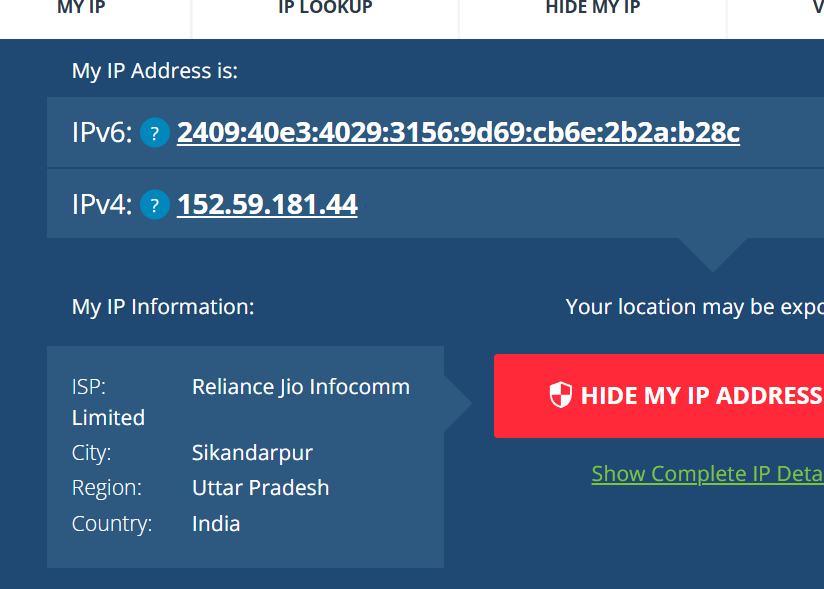 MY IP IP LOOKUP HIDE MY IP
My IP Address is:
IPv6: ? 2409:40e3:4029:3156:9d69:cb6e:2b2a:b28c
IPv4: ? 152.59.181.44
My IP Information:
Your location may be expo
ISP: Reliance Jio Infocomm
Limited
City: Sikandarpur
Region: Uttar Pradesh
Country: India
HIDE MY IP ADDRESS
Show Complete IP Deta